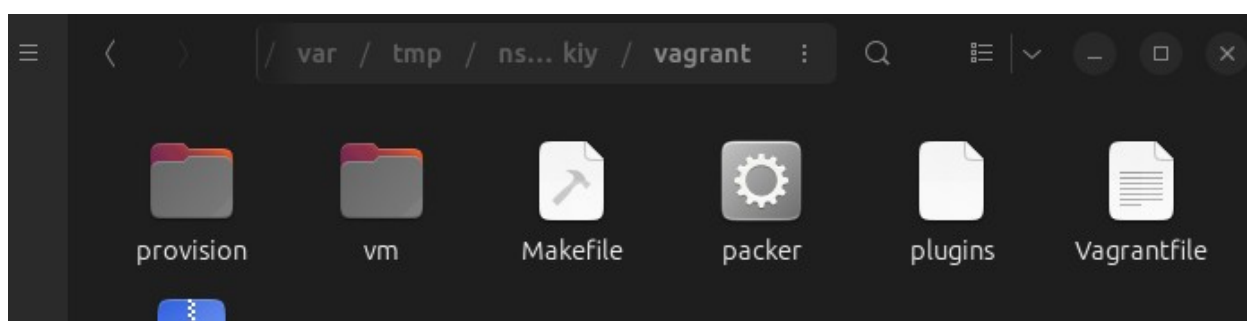 / var / tmp / ns... kiy / vagrant
provision vm Makefile packer plugins Vagrantfile